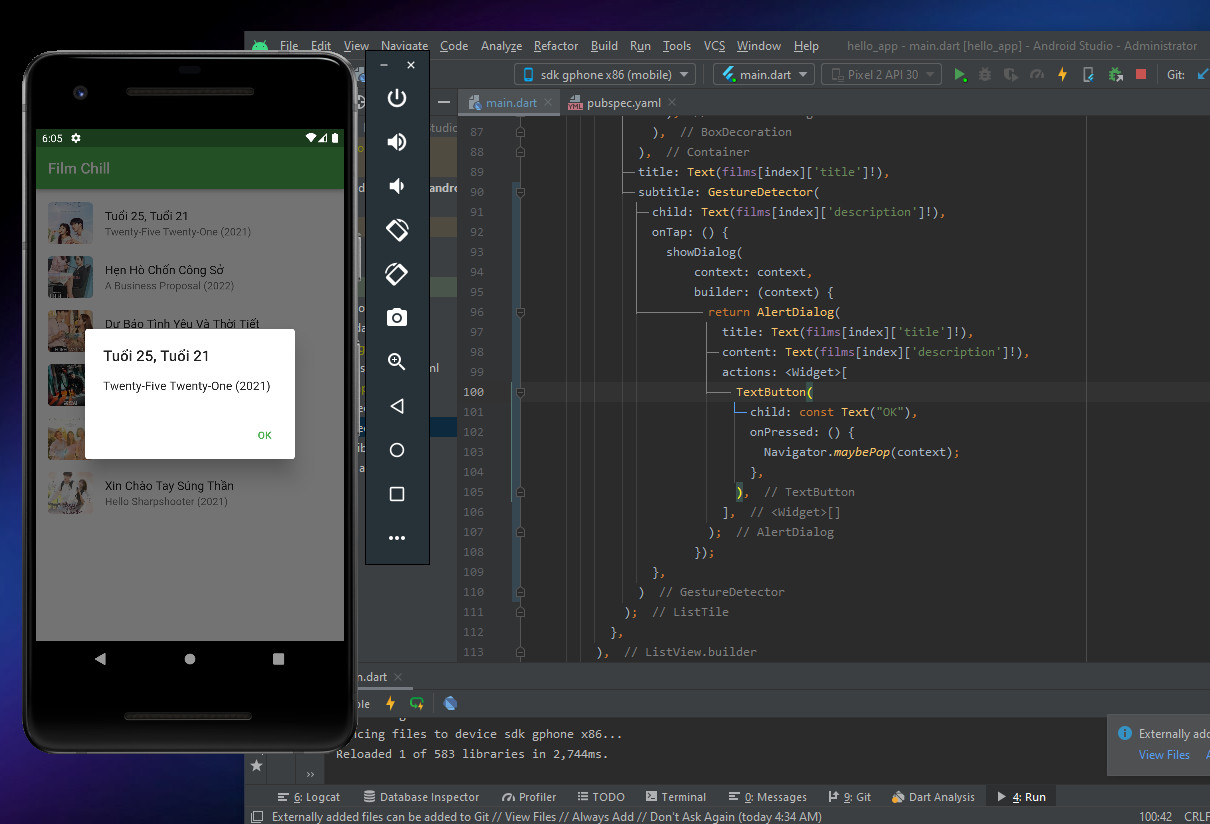 File Edit View Navigate Code Analyze Refactor Build Run Tools VCS Window Help hello_app - main.dart [hello_app] - Android Studio - Administrator
sdk gphone x86 (mobile) main.dart Pixel 2 API 30 Git:
main.dart pubspec.yaml
6:05
Film Chill
Tuổi 25, Tuổi 21
Twenty-Five Twenty-One (2021)
Hẹn Hò Chốn Công Sở
A Business Proposal (2022)
Dự Báo Tình Yêu Và Thời Tiết
Tuổi 25, Tuổi 21
Twenty-Five Twenty-One (2021)
OK
Xin Chào Tay Súng Thần
Hello Sharpshooter (2021)
87 ), // BoxDecoration
88 ), // Container
89 title: Text(films[index]['title']!),
90 subtitle: GestureDetector(
91 child: Text(films[index]['description']!),
92 onTap: () {
93 showDialog(
94 context: context,
95 builder: (context) {
96 return AlertDialog(
97 title: Text(films[index]['title']!),
98 content: Text(films[index]['description']!),
99 actions: <Widget>[
100 TextButton(
101 child: const Text("OK"),
102 onPressed: () {
103 Navigator.maybePop(context);
104 },
105 ), // TextButton
106 ], // <Widget>[]
107 ); // AlertDialog
108 });
109 },
110 ) // GestureDetector
111 ); // ListTile
112 },
113 ), // ListView.builder
n.dart
cing files to device sdk gphone x86...
Reloaded 1 of 583 libraries in 2,744ms.
Externally add
View Files
6: Logcat Database Inspector Profiler TODO Terminal 0: Messages 9: Git Dart Analysis 4: Run
Externally added files can be added to Git // View Files // Always Add // Don't Ask Again (today 4:34 AM) 100:42 CRLF